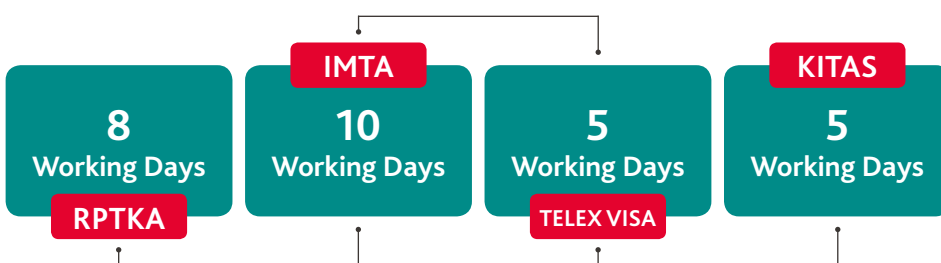 8
Working Days
RPTKA
IMTA
10
Working Days
5
Working Days
TELEX VISA
KITAS
5
Working Days